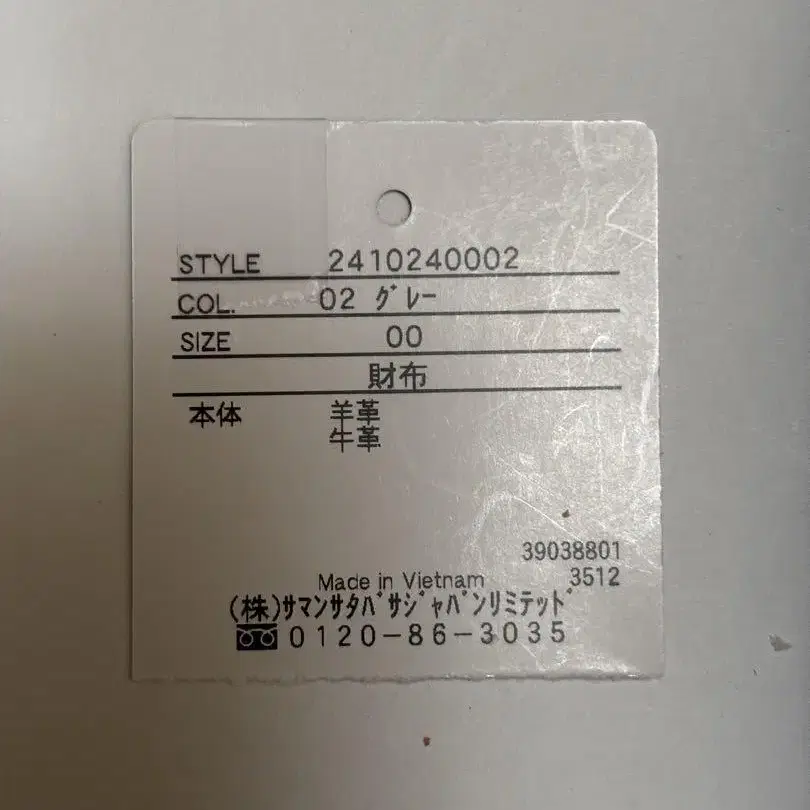 STYLE 2410240002
COL. 02 グレー
SIZE 00
財布
本体 羊革
牛革
39038801
Made in Vietnam 3512
(株)サマンサタバサジャパンリミテッド
0120-86-3035